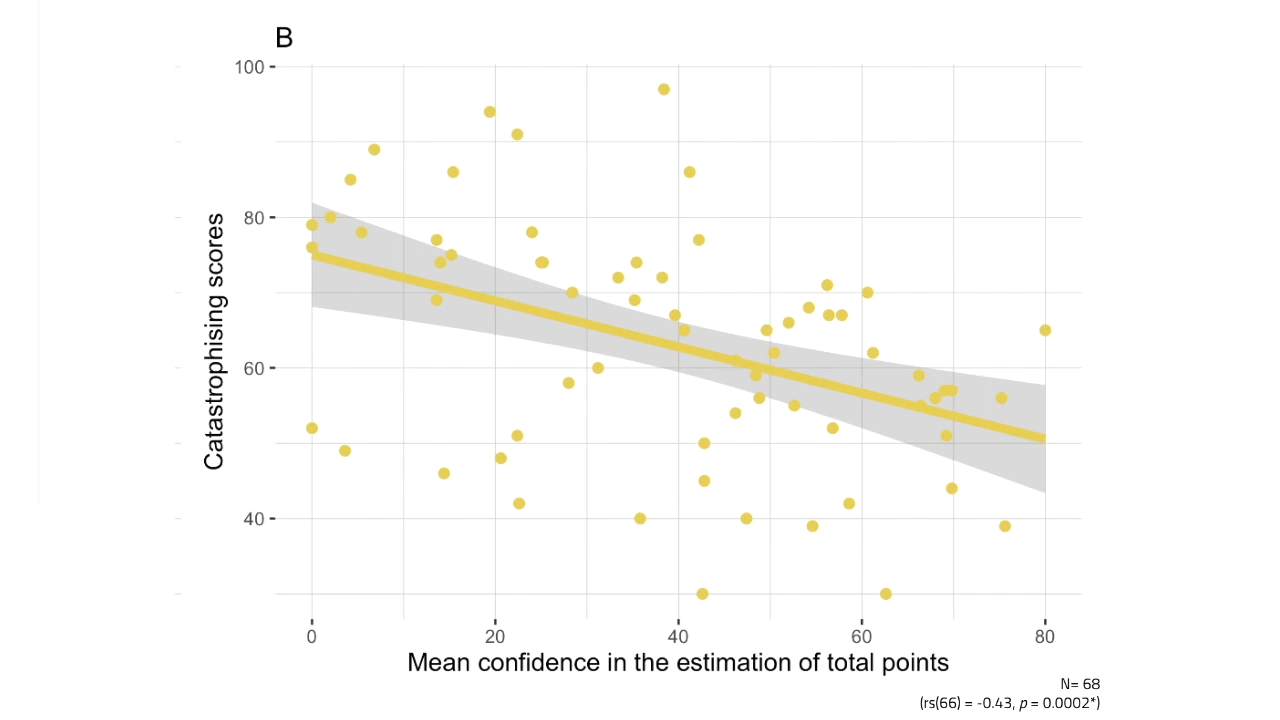 B
100
80
60
40
Catastrophising scores
0 20 40 60 80
Mean confidence in the estimation of total points
N= 68
(rs(66) = -0.43, p = 0.0002*)